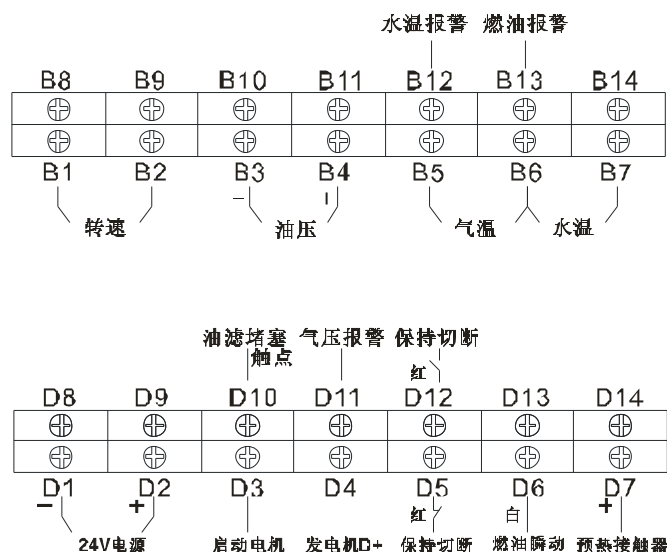 水温报警 燃油报警
B8 B9 B10 B11 B12 B13 B14
B1 B2 B3 B4 B5 B6 B7
转速 油压 气温 水温
油滤堵塞 气压报警 保持切断
触点
红
D8 D9 D10 D11 D12 D13 D14
D1 D2 D3 D4 D5 D6 D7
− + 红 白 +
24V电源 启动电机 发电机D+ 保持切断 燃油瞬动 预热接触器